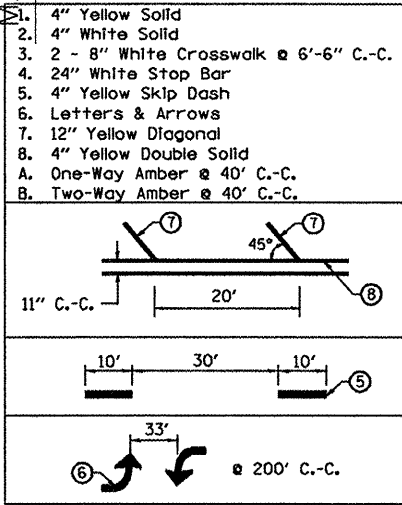 1. 4" Yellow Solid
2. 4" White Solid
3. 2 - 8" White Crosswalk @ 6'-6" C.-C.
4. 24" White Stop Bar
5. 4" Yellow Skip Dash
6. Letters & Arrows
7. 12" Yellow Diagonal
8. 4" Yellow Double Solid
A. One-Way Amber @ 40' C.-C.
B. Two-Way Amber @ 40' C.-C.
7 7
45°
11" C.-C. 20' 8
10' 30' 10'
5
33'
6 @ 200' C.-C.